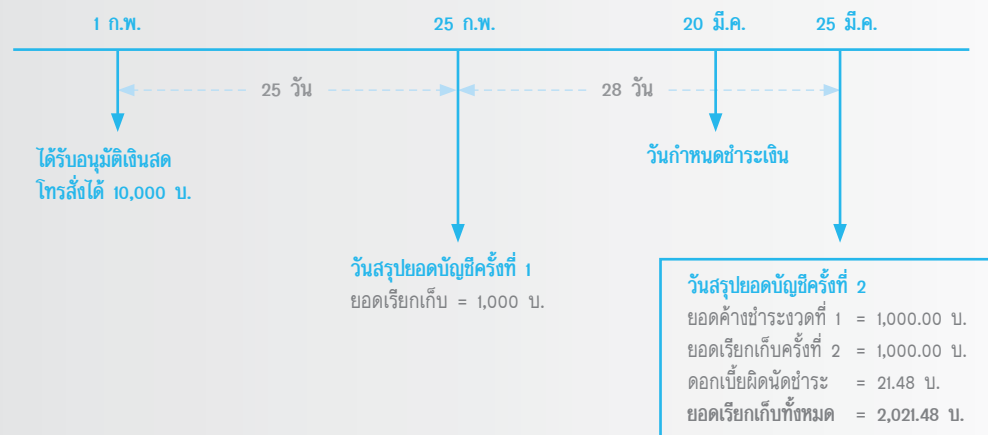 1 ก.พ. 25 ก.พ. 20 มี.ค. 25 มี.ค.
25 วัน 28 วัน
ได้รับอนุมัติเงินสด
โทรสั่งได้ 10,000 บ.
วันกำหนดชำระเงิน
วันสรุปยอดบัญชีครั้งที่ 1
ยอดเรียกเก็บ = 1,000 บ.
วันสรุปยอดบัญชีครั้งที่ 2
ยอดค้างชำระงวดที่ 1 = 1,000.00 บ.
ยอดเรียกเก็บครั้งที่ 2 = 1,000.00 บ.
ดอกเบี้ยผิดนัดชำระ = 21.48 บ.
ยอดเรียกเก็บทั้งหมด = 2,021.48 บ.